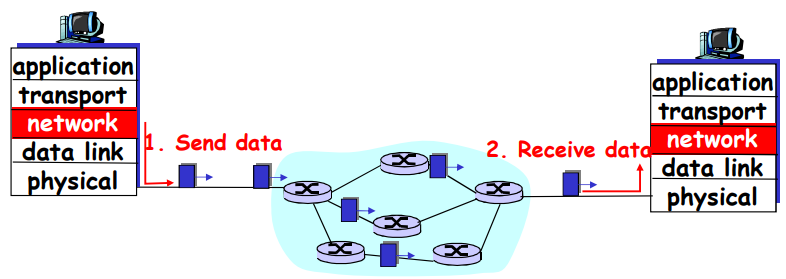 application
transport
network
data link
physical
1. Send data
2. Receive data
application
transport
network
data link
physical